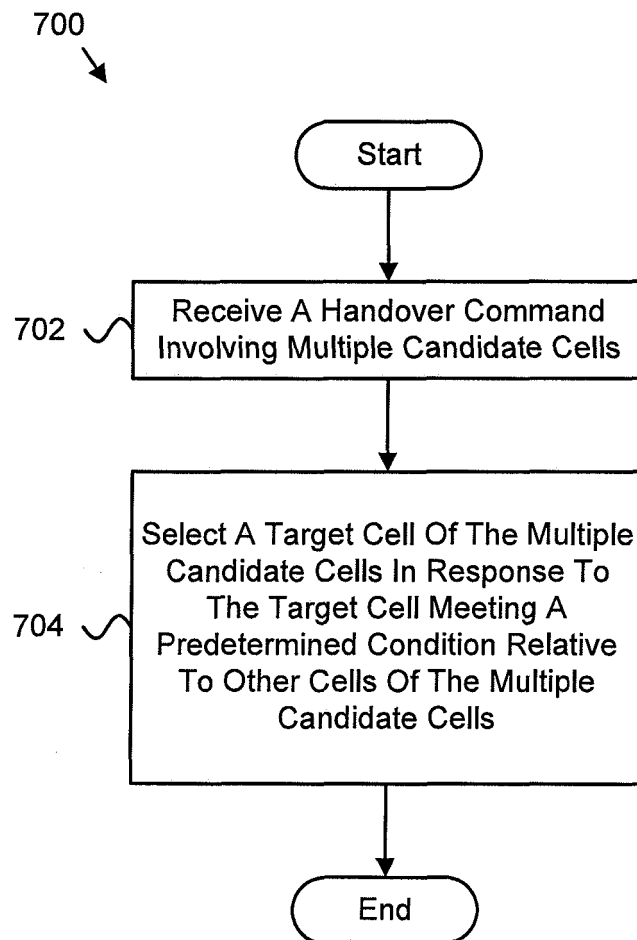 700
Start
702
Receive A Handover Command
Involving Multiple Candidate Cells
704
Select A Target Cell Of The Multiple
Candidate Cells In Response To
The Target Cell Meeting A
Predetermined Condition Relative
To Other Cells Of The Multiple
Candidate Cells
End